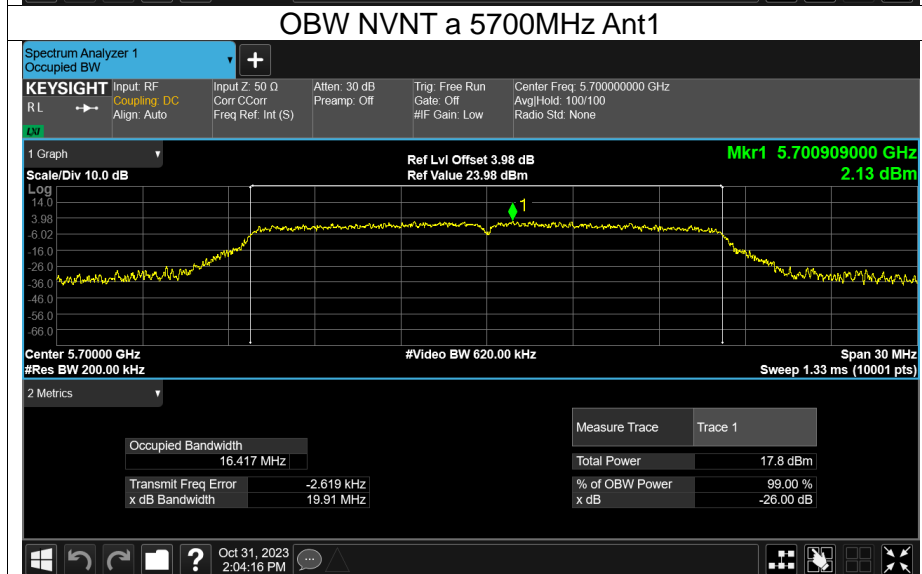 OBW NVNT a 5700MHz Ant1
Spectrum Analyzer 1
Occupied BW
+
KEYSIGHT
R L
LXI
Input: RF
Coupling: DC
Align: Auto
Input Z: 50 Ω
Corr CCorr
Freq Ref: Int (S)
Atten: 30 dB
Preamp: Off
Trig: Free Run
Gate: Off
#IF Gain: Low
Center Freq: 5.700000000 GHz
Avg|Hold: 100/100
Radio Std: None
1 Graph
Scale/Div 10.0 dB
Ref Lvl Offset 3.98 dB
Ref Value 23.98 dBm
Mkr1 5.700909000 GHz
2.13 dBm
Log
14.0
3.98
-6.02
-16.0
-26.0
-36.0
-46.0
-56.0
-66.0
1
Center 5.70000 GHz
#Video BW 620.00 kHz
Span 30 MHz
#Res BW 200.00 kHz
Sweep 1.33 ms (10001 pts)
2 Metrics
Measure Trace Trace 1
Occupied Bandwidth
16.417 MHz
Total Power 17.8 dBm
Transmit Freq Error -2.619 kHz
% of OBW Power 99.00 %
x dB Bandwidth 19.91 MHz
x dB -26.00 dB
?
Oct 31, 2023
2:04:16 PM